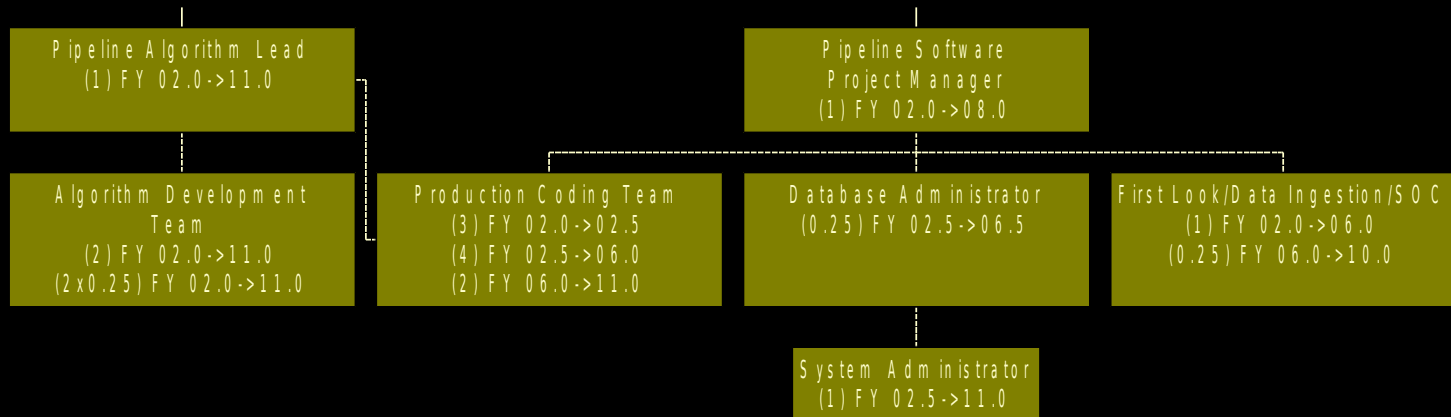 Pipeline Algorithm Lead
(1) FY 02.0->11.0
Pipeline Software
Project Manager
(1) FY 02.0->08.0
Algorithm Development
Team
(2) FY 02.0->11.0
(2x0.25) FY 02.0->11.0
Production Coding Team
(3) FY 02.0->02.5
(4) FY 02.5->06.0
(2) FY 06.0->11.0
Database Administrator
(0.25) FY 02.5->06.5
First Look/Data Ingestion/SOC
(1) FY 02.0->06.0
(0.25) FY 06.0->10.0
System Administrator
(1) FY 02.5->11.0